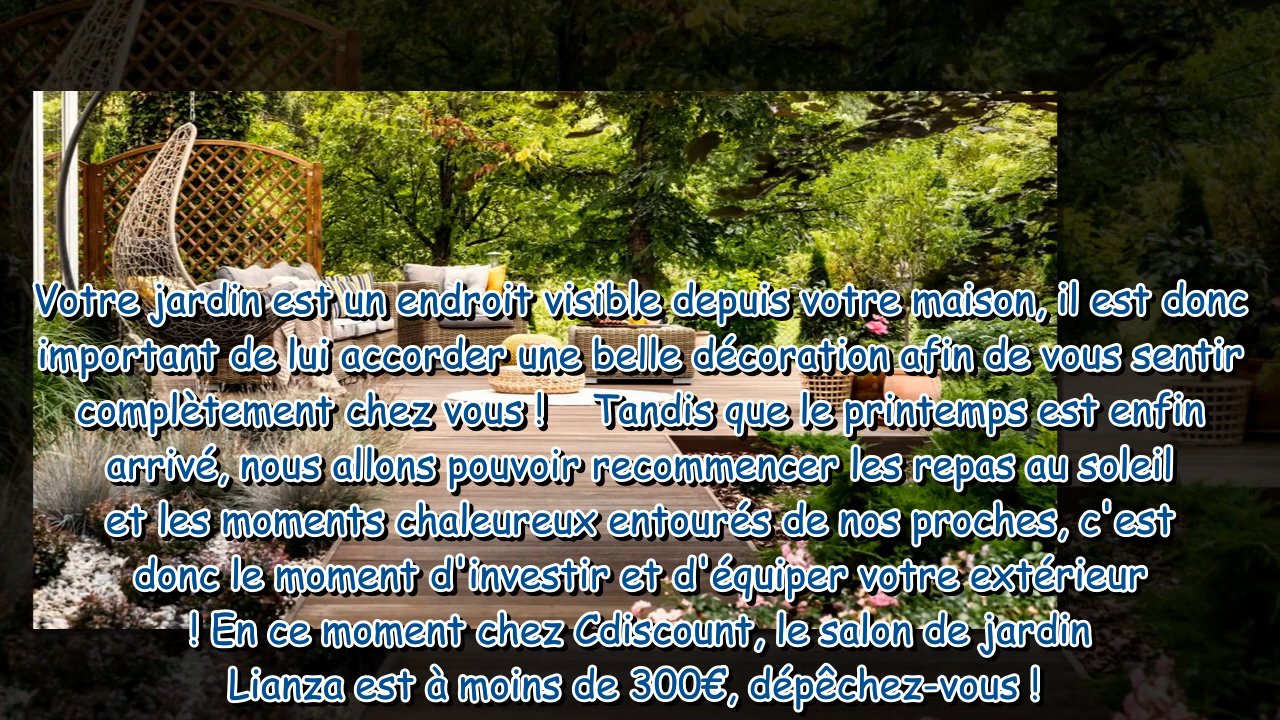 Votre jardin est un endroit visible depuis votre maison, il est donc
important de lui accorder une belle décoration afin de vous sentir
complètement chez vous ! Tandis que le printemps est enfin
arrivé, nous allons pouvoir recommencer les repas au soleil
et les moments chaleureux entourés de nos proches, c'est
donc le moment d'investir et d'équiper votre extérieur
! En ce moment chez Cdiscount, le salon de jardin
Lianza est à moins de 300€, dépêchez-vous !